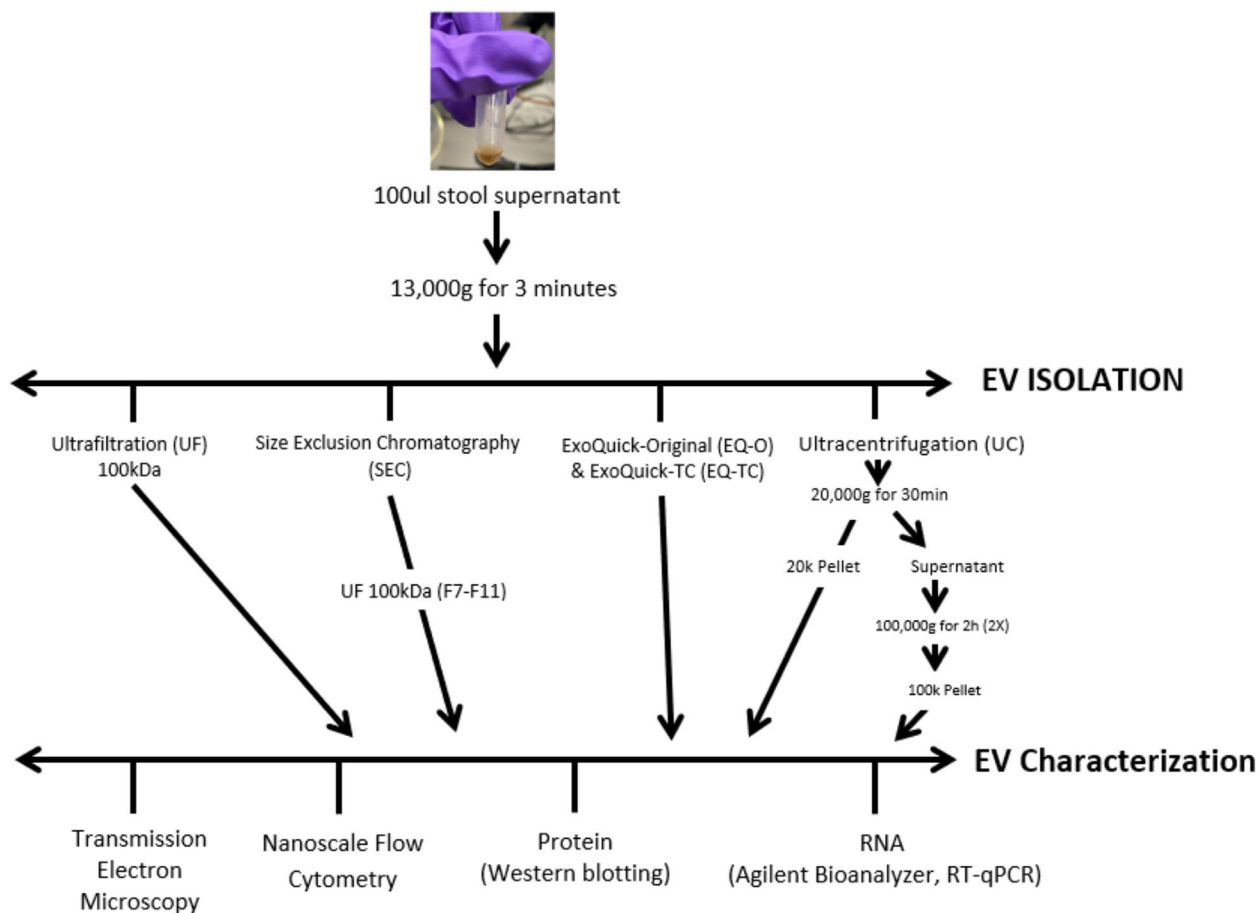 100ul stool supernatant
13,000g for 3 minutes
EV ISOLATION
Ultrafiltration (UF)
100kDa
Size Exclusion Chromatography
(SEC)
ExoQuick-Original (EQ-O)
& ExoQuick-TC (EQ-TC)
Ultracentrifugation (UC)
20,000g for 30min
20k Pellet
Supernatant
UF 100kDa (F7-F11)
100,000g for 2h (2X)
100k Pellet
EV Characterization
Transmission
Electron
Microscopy
Nanoscale Flow
Cytometry
Protein
(Western blotting)
RNA
(Agilent Bioanalyzer, RT-qPCR)